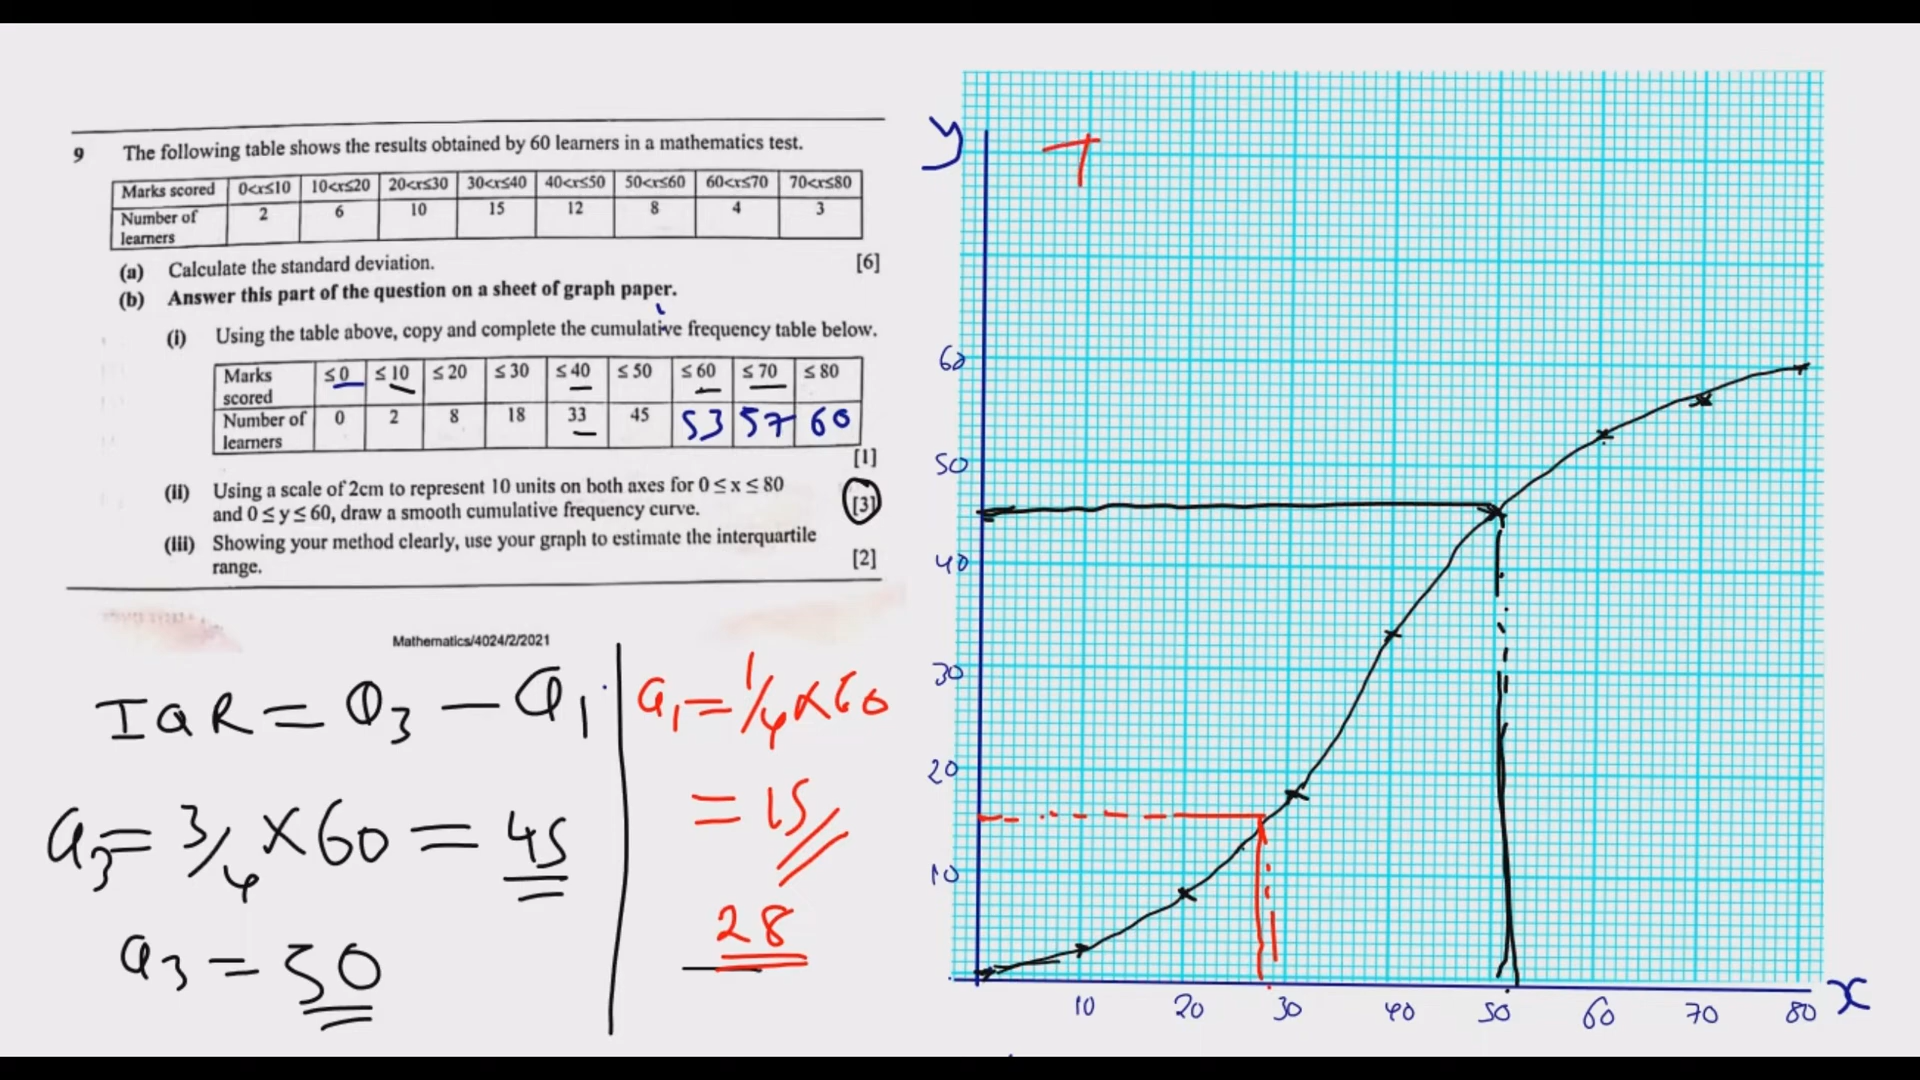 9 The following table shows the results obtained by 60 learners in a mathematics test.
Marks scored 0<x≤10 10<x≤20 20<x≤30 30<x≤40 40<x≤50 50<x≤60 60<x≤70 70<x≤80
Number of learners 2 6 10 15 12 8 4 3
(a) Calculate the standard deviation. [6]
(b) Answer this part of the question on a sheet of graph paper.
(i) Using the table above, copy and complete the cumulative frequency table below.
Marks scored ≤ 0 ≤ 10 ≤ 20 ≤ 30 ≤ 40 ≤ 50 ≤ 60 ≤ 70 ≤ 80
Number of learners 0 2 8 18 33 45 53 57 60
[1]
(ii) Using a scale of 2cm to represent 10 units on both axes for 0 ≤ x ≤ 80
and 0 ≤ y ≤ 60, draw a smooth cumulative frequency curve. [3]
(iii) Showing your method clearly, use your graph to estimate the interquartile
range. [2]
Mathematics/4024/2/2021
IQR = Q3 - Q1
Q3 = 3/4 × 60 = 45
Q3 = 50
Q1 = 1/4 × 60
= 15
28
y
60
50
40
30
20
10
10 20 30 40 50 60 70 80 x